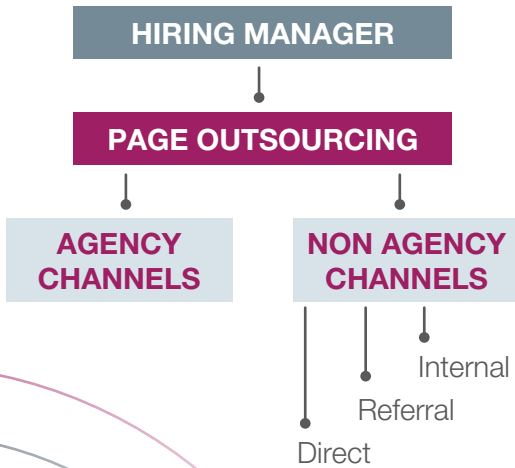 HIRING MANAGER
PAGE OUTSOURCING
AGENCY
CHANNELS
NON AGENCY
CHANNELS
Internal
Referral
Direct